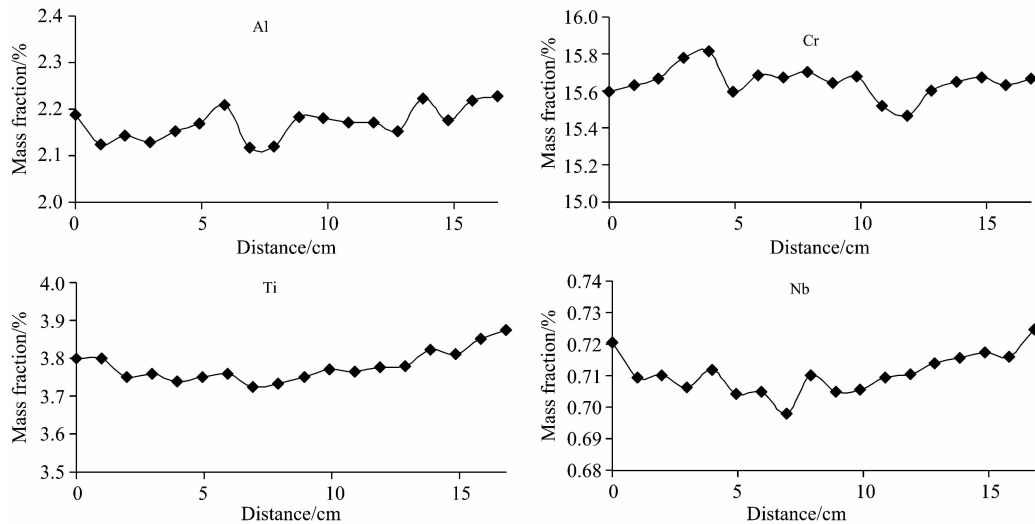 Al
Mass fraction/%
2.4
2.3
2.2
2.1
2.0
0 5 10 15
Distance/cm
Cr
Mass fraction/%
16.0
15.8
15.6
15.4
15.0
0 5 10 15
Distance/cm
Ti
Mass fraction/%
4.0
3.9
3.8
3.7
3.6
3.5
0 5 10 15
Distance/cm
Nb
Mass fraction/%
0.74
0.73
0.72
0.71
0.70
0.69
0.68
0 5 10 15
Distance/cm